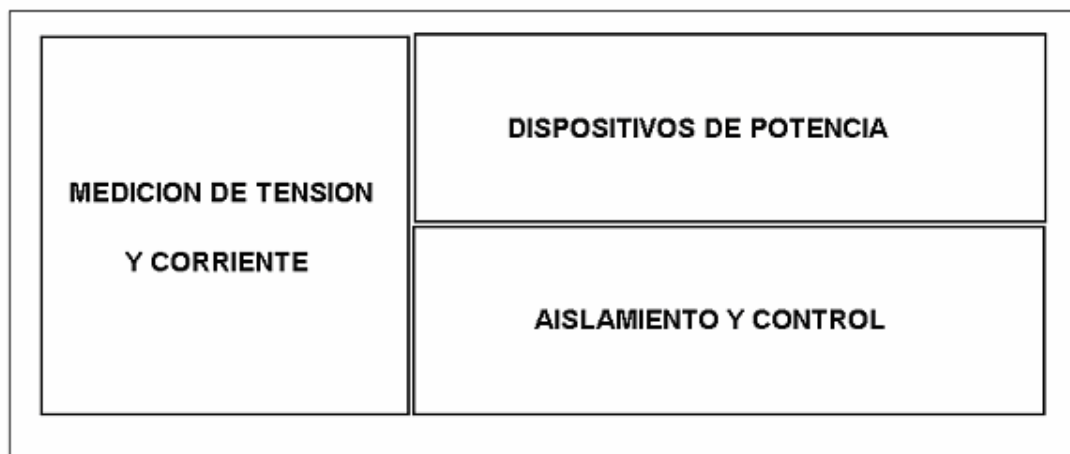 MEDICION DE TENSION
Y CORRIENTE
DISPOSITIVOS DE POTENCIA
AISLAMIENTO Y CONTROL